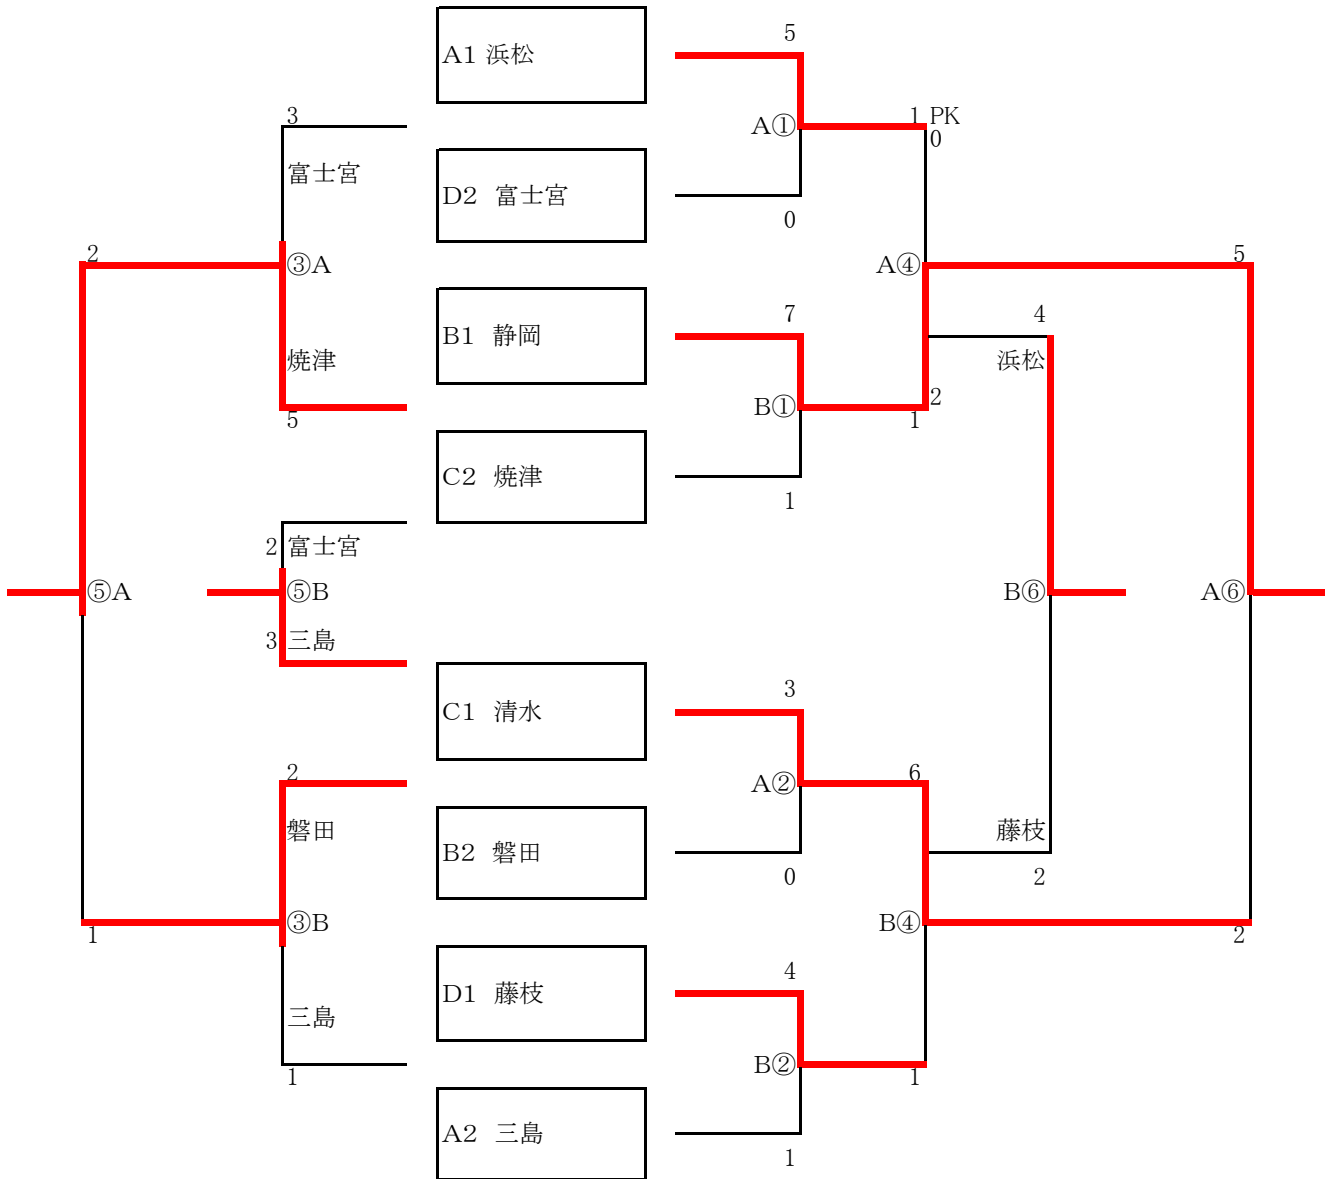 A1 浜松
5
3
A①
1 PK
0
富士宮
D2 富士宮
0
2
③A
A④
5
B1 静岡
7
4
焼津
浜松
B①
2
5
1
C2 焼津
1
2 富士宮
⑤A
⑤B
B⑥
A⑥
3 三島
C1 清水
3
2
A②
6
磐田
藤枝
B2 磐田
0
2
③B
B④
1
2
D1 藤枝
4
三島
B②
1
1
A2 三島
1